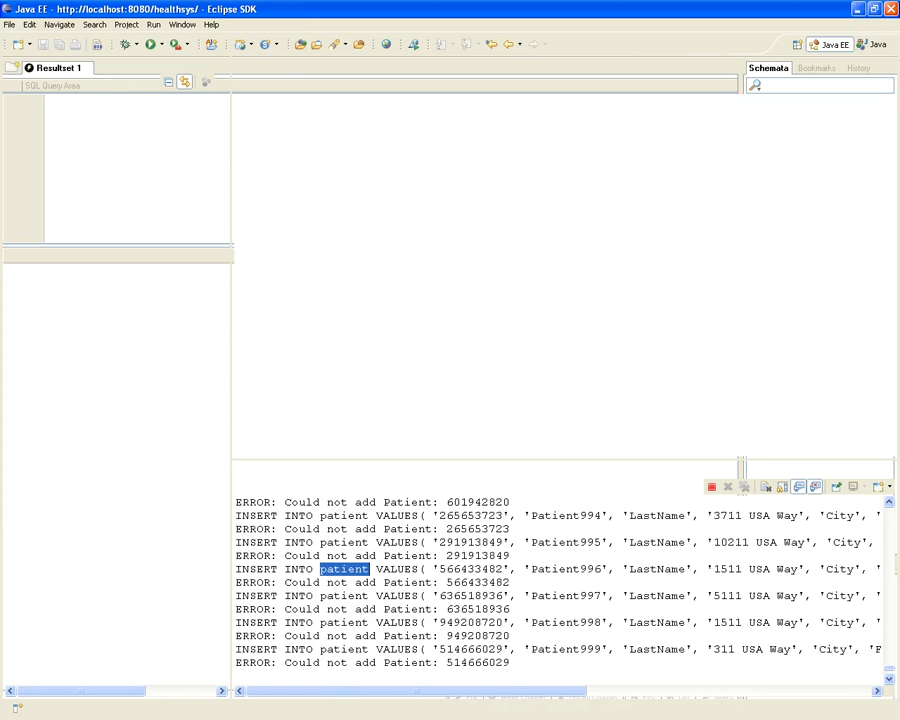 Java EE - http://localhost:8080/healthsys/ - Eclipse SDK
File Edit Navigate Search Project Run Window Help
Java EE Java
Resultset 1 Schemata Bookmarks History
SQL Query Area
ERROR: Could not add Patient: 601942820
INSERT INTO patient VALUES( '265653723', 'Patient994', 'LastName', '3711 USA Way', 'City', '
ERROR: Could not add Patient: 265653723
INSERT INTO patient VALUES( '291913849', 'Patient995', 'LastName', '10211 USA Way', 'City',
ERROR: Could not add Patient: 291913849
INSERT INTO patient VALUES( '566433482', 'Patient996', 'LastName', '1511 USA Way', 'City', '
ERROR: Could not add Patient: 566433482
INSERT INTO patient VALUES( '636518936', 'Patient997', 'LastName', '5111 USA Way', 'City', '
ERROR: Could not add Patient: 636518936
INSERT INTO patient VALUES( '949208720', 'Patient998', 'LastName', '1511 USA Way', 'City', '
ERROR: Could not add Patient: 949208720
INSERT INTO patient VALUES( '514666029', 'Patient999', 'LastName', '311 USA Way', 'City', 'F
ERROR: Could not add Patient: 514666029